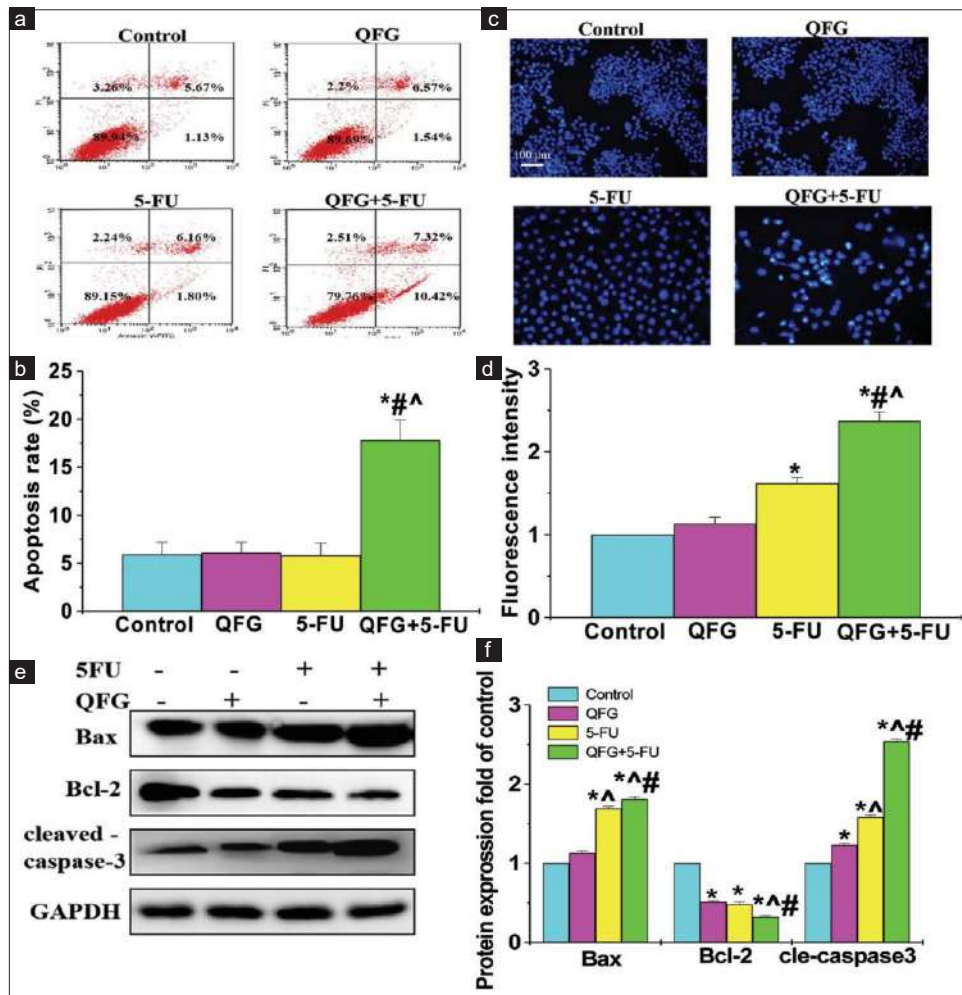 a
Control
QFG
3.26%
5.67%
2.2%
6.57%
89.94%
1.13%
89.69%
1.54%
5-FU
QFG+5-FU
2.24%
6.16%
2.51%
7.32%
89.15%
1.80%
79.76%
10.42%
c
Control
QFG
100 μm
5-FU
QFG+5-FU
b
Apoptosis rate (%)
25
20
15
10
5
0
*#^
Control QFG 5-FU QFG+5-FU
d
Fluorescence intensity
3
2
1
0
*
*#^
Control QFG 5-FU QFG+5-FU
e
5FU - - + +
QFG - + - +
Bax
Bcl-2
cleaved -
caspase-3
GAPDH
f
Protein exprossion fold of control
3
2
1
0
Control
QFG
5-FU
QFG+5-FU
*^ *^#
* * *^#
* *^ *^#
Bax Bcl-2 cle-caspase3